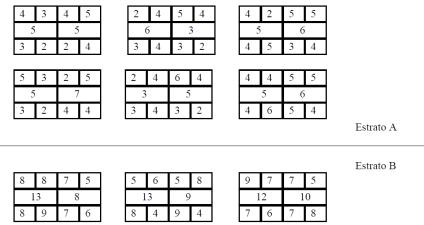 4 3 4 5 2 4 5 4 4 2 5 5
5 5 6 3 5 6
3 2 2 4 3 4 3 2 4 5 3 4
5 3 2 5 2 4 6 4 4 4 5 5
5 7 3 5 5 6
3 2 4 4 3 4 3 2 4 6 5 4
Estrato A
Estrato B
8 8 7 5 5 6 5 8 9 7 7 5
13 8 13 9 12 10
8 9 7 6 8 4 9 4 7 6 7 8